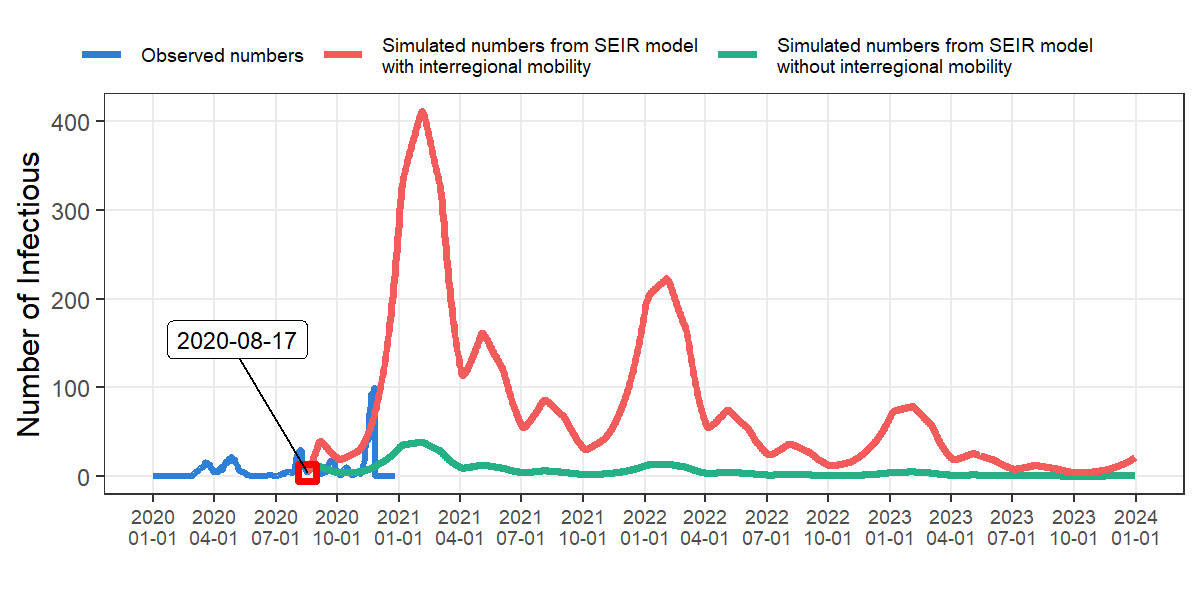 Observed numbers
Simulated numbers from SEIR model
with interregional mobility
Simulated numbers from SEIR model
without interregional mobility
Number of Infectious
400
300
200
100
0
2020-08-17
2020 2020 2020 2020 2021 2021 2021 2021 2022 2022 2022 2022 2023 2023 2023 2023 2024
01-01 04-01 07-01 10-01 01-01 04-01 07-01 10-01 01-01 04-01 07-01 10-01 01-01 04-01 07-01 10-01 01-01